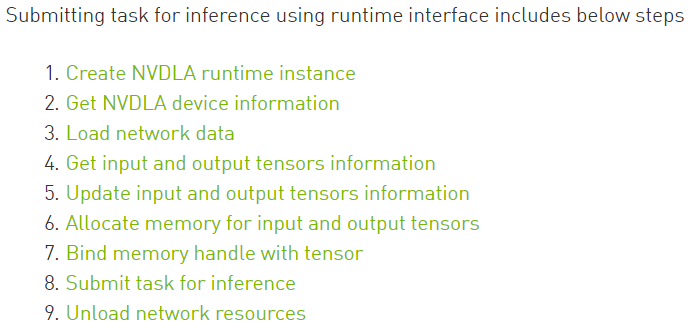 Submitting task for inference using runtime interface includes below steps
1. Create NVDLA runtime instance
2. Get NVDLA device information
3. Load network data
4. Get input and output tensors information
5. Update input and output tensors information
6. Allocate memory for input and output tensors
7. Bind memory handle with tensor
8. Submit task for inference
9. Unload network resources